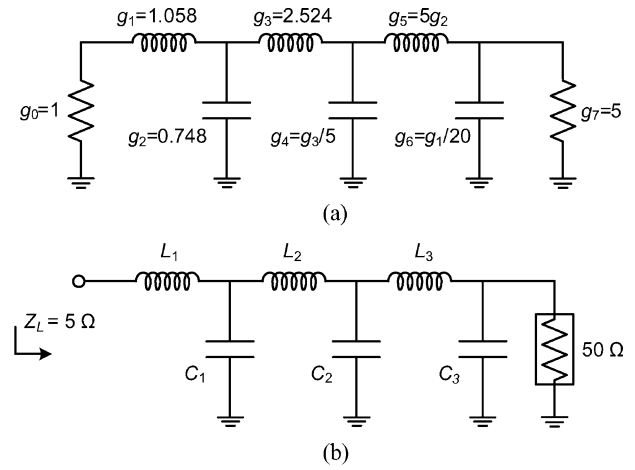 g1=1.058 g3=2.524 g5=5g2
g0=1 g2=0.748 g4=g3/5 g6=g1/20 g7=5
(a)
L1 L2 L3
ZL = 5 Ω
C1 C2 C3 50 Ω
(b)